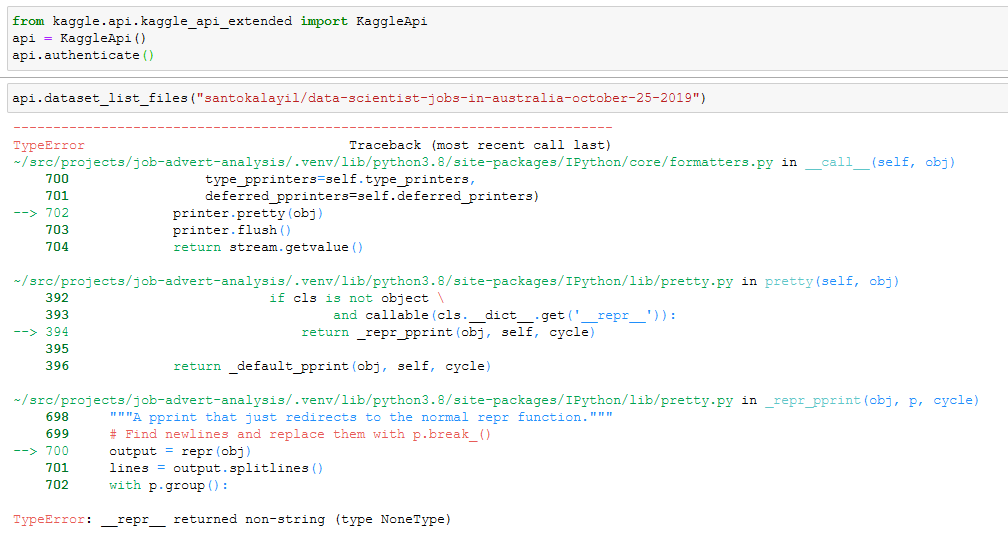 from kaggle.api.kaggle_api_extended import KaggleApi
api = KaggleApi()
api.authenticate()
api.dataset_list_files("santokalayil/data-scientist-jobs-in-australia-october-25-2019")
---------------------------------------------------------------------------
TypeError                                 Traceback (most recent call last)
~/src/projects/job-advert-analysis/.venv/lib/python3.8/site-packages/IPython/core/formatters.py in __call__(self, obj)
    700                 type_pprinters=self.type_printers,
    701                 deferred_pprinters=self.deferred_printers)
--> 702             printer.pretty(obj)
    703             printer.flush()
    704             return stream.getvalue()
~/src/projects/job-advert-analysis/.venv/lib/python3.8/site-packages/IPython/lib/pretty.py in pretty(self, obj)
    392                         if cls is not object \
    393                                 and callable(cls.__dict__.get('__repr__')):
--> 394                             return _repr_pprint(obj, self, cycle)
    395
    396             return _default_pprint(obj, self, cycle)
~/src/projects/job-advert-analysis/.venv/lib/python3.8/site-packages/IPython/lib/pretty.py in _repr_pprint(obj, p, cycle)
    698     """A pprint that just redirects to the normal repr function."""
    699     # Find newlines and replace them with p.break_()
--> 700     output = repr(obj)
    701     lines = output.splitlines()
    702     with p.group():
TypeError: __repr__ returned non-string (type NoneType)